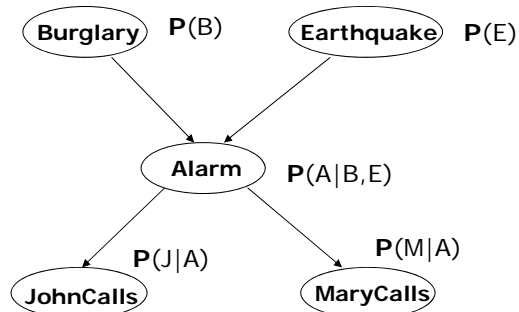 Burglary P(B) Earthquake P(E)
Alarm P(A|B,E)
P(J|A) P(M|A)
JohnCalls MaryCalls